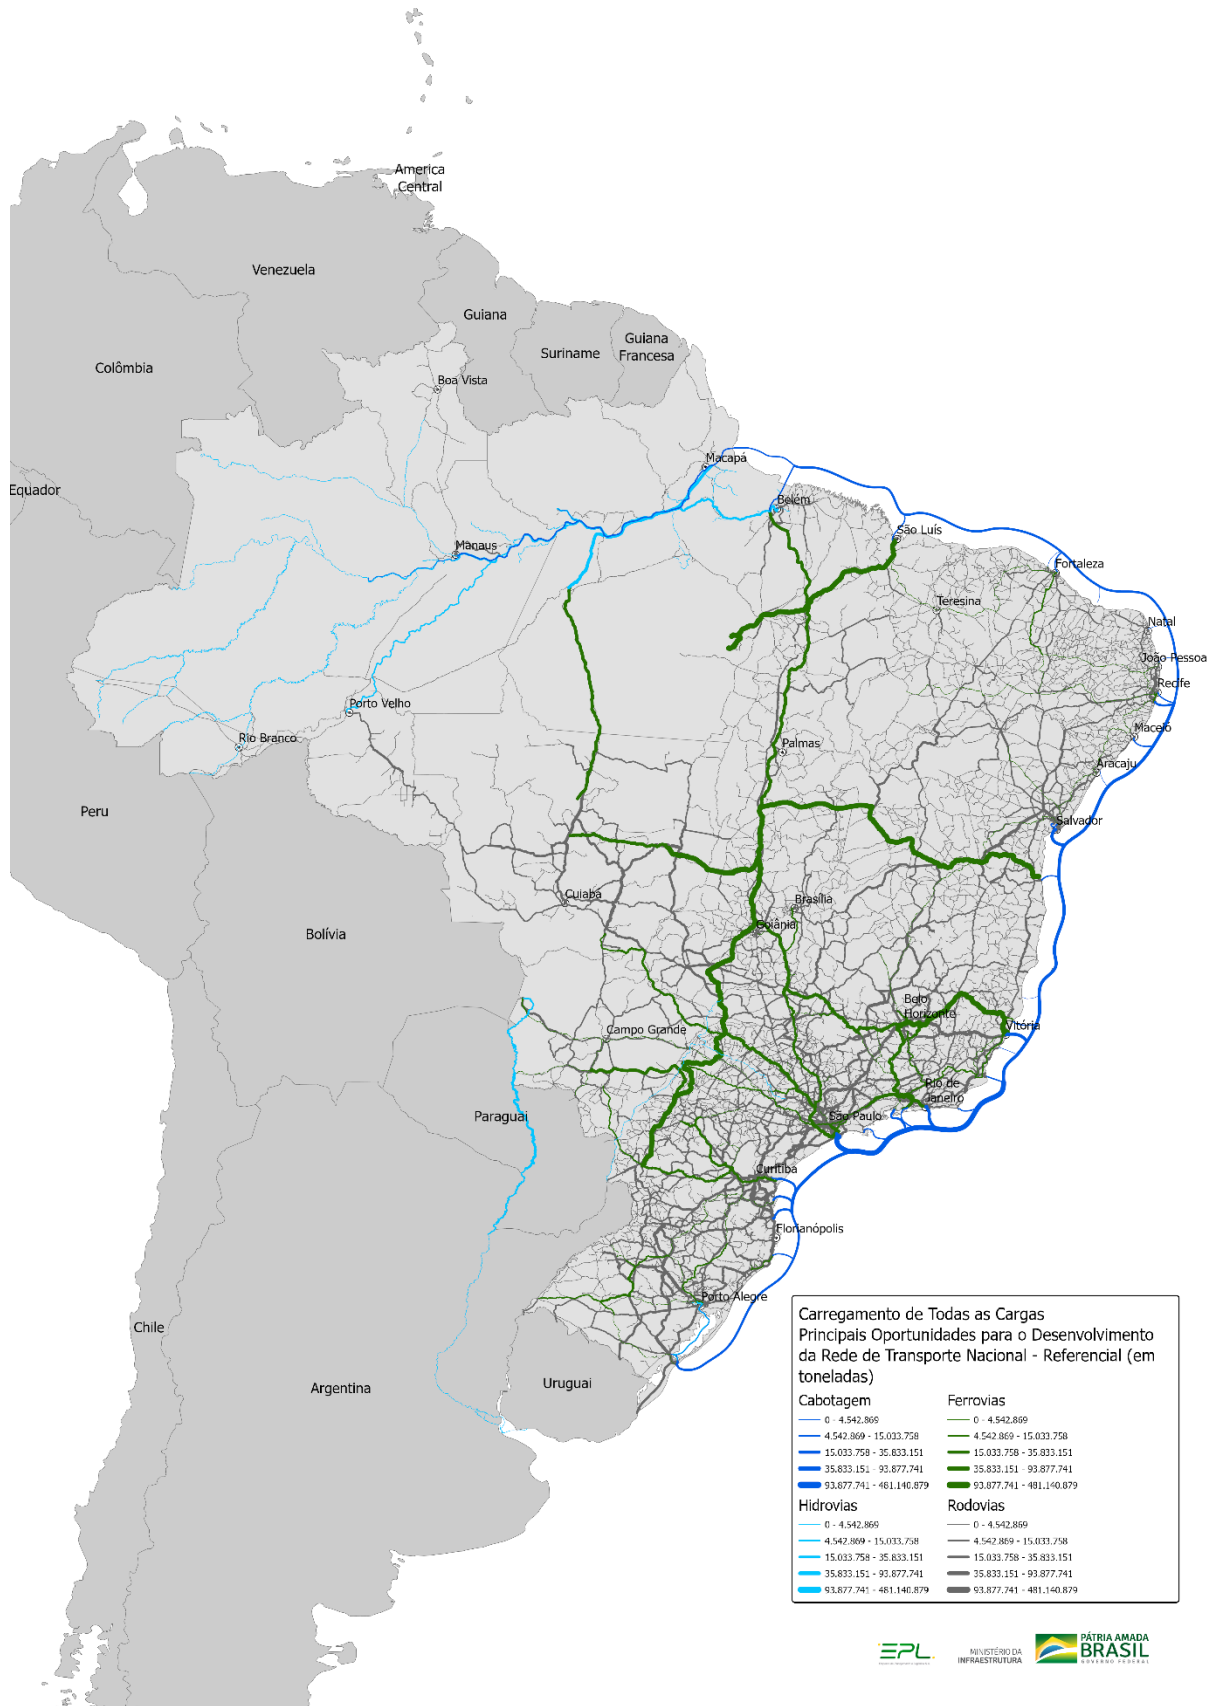 America
Central
Venezuela
Guiana
Suriname
Guiana
Francesa
Colômbia
Boa Vista
Macapá
Equador
Belém
São Luís
Manaus
Fortaleza
Teresina
Natal
João Pessoa
Recife
Porto Velho
Rio Branco
Palmas
Maceió
Aracaju
Peru
Salvador
Cuiabá
Brasília
Goiânia
Bolívia
Belo
Horizonte
Vitória
Campo Grande
Rio de
Janeiro
Paraguai
São Paulo
Curitiba
Florianópolis
Porto Alegre
Chile
Argentina
Uruguai
Carregamento de Todas as Cargas
Principais Oportunidades para o Desenvolvimento
da Rede de Transporte Nacional - Referencial (em
toneladas)
Cabotagem
0 - 4.542.869
4.542.869 - 15.033.758
15.033.758 - 35.833.151
35.833.151 - 93.877.741
93.877.741 - 481.140.879
Ferrovias
0 - 4.542.869
4.542.869 - 15.033.758
15.033.758 - 35.833.151
35.833.151 - 93.877.741
93.877.741 - 481.140.879
Hidrovias
0 - 4.542.869
4.542.869 - 15.033.758
15.033.758 - 35.833.151
35.833.151 - 93.877.741
93.877.741 - 481.140.879
Rodovias
0 - 4.542.869
4.542.869 - 15.033.758
15.033.758 - 35.833.151
35.833.151 - 93.877.741
93.877.741 - 481.140.879
EPL
MINISTÉRIO DA
INFRAESTRUTURA
PÁTRIA AMADA
BRASIL
GOVERNO FEDERAL